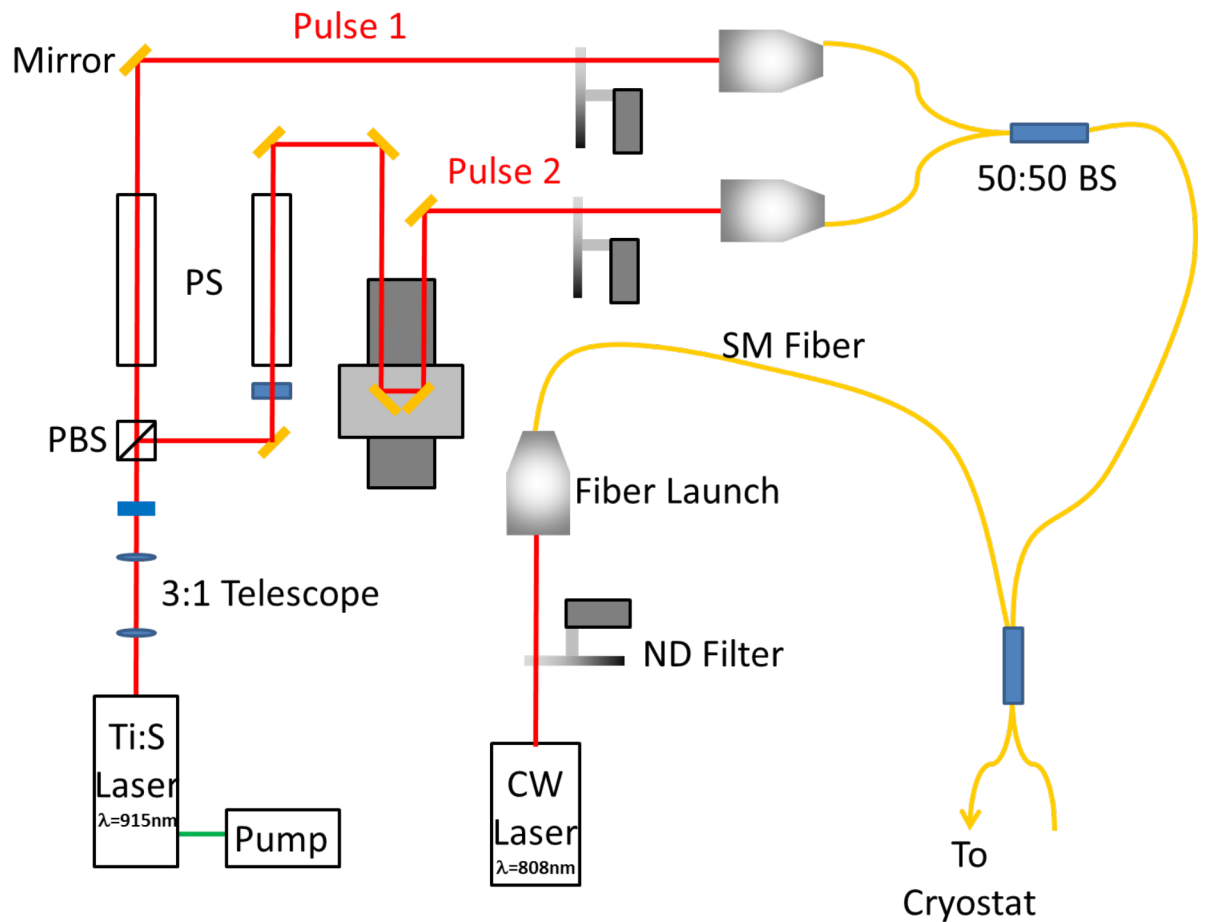 Pulse 1
Mirror
Pulse 2
50:50 BS
PS
SM Fiber
PBS
Fiber Launch
3:1 Telescope
ND Filter
Ti:S
Laser
λ=915nm
Pump
CW
Laser
λ=808nm
To
Cryostat